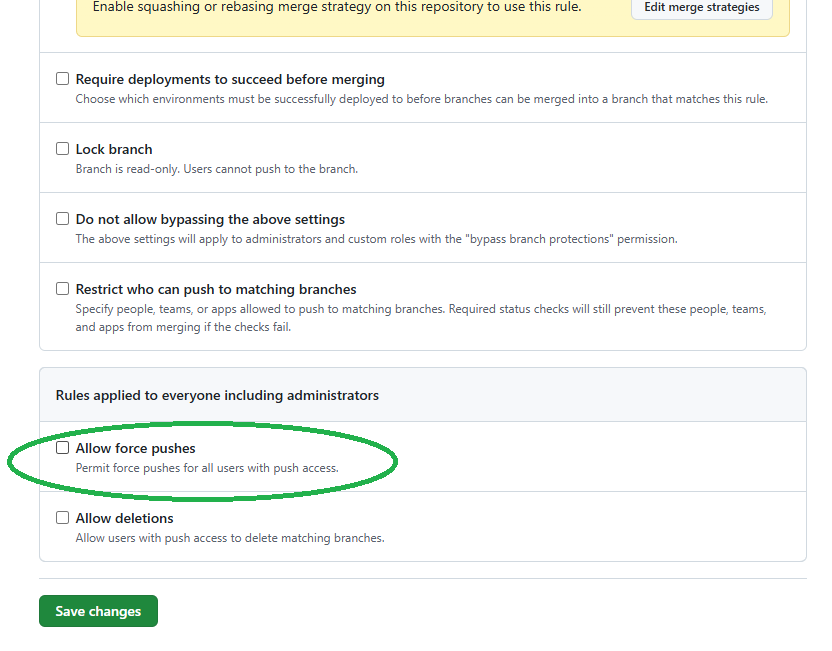 Enable squashing or rebasing merge strategy on this repository to use this rule.
Edit merge strategies
Require deployments to succeed before merging
Choose which environments must be successfully deployed to before branches can be merged into a branch that matches this rule.
Lock branch
Branch is read-only. Users cannot push to the branch.
Do not allow bypassing the above settings
The above settings will apply to administrators and custom roles with the "bypass branch protections" permission.
Restrict who can push to matching branches
Specify people, teams, or apps allowed to push to matching branches. Required status checks will still prevent these people, teams,
and apps from merging if the checks fail.
Rules applied to everyone including administrators
Allow force pushes
Permit force pushes for all users with push access.
Allow deletions
Allow users with push access to delete matching branches.
Save changes